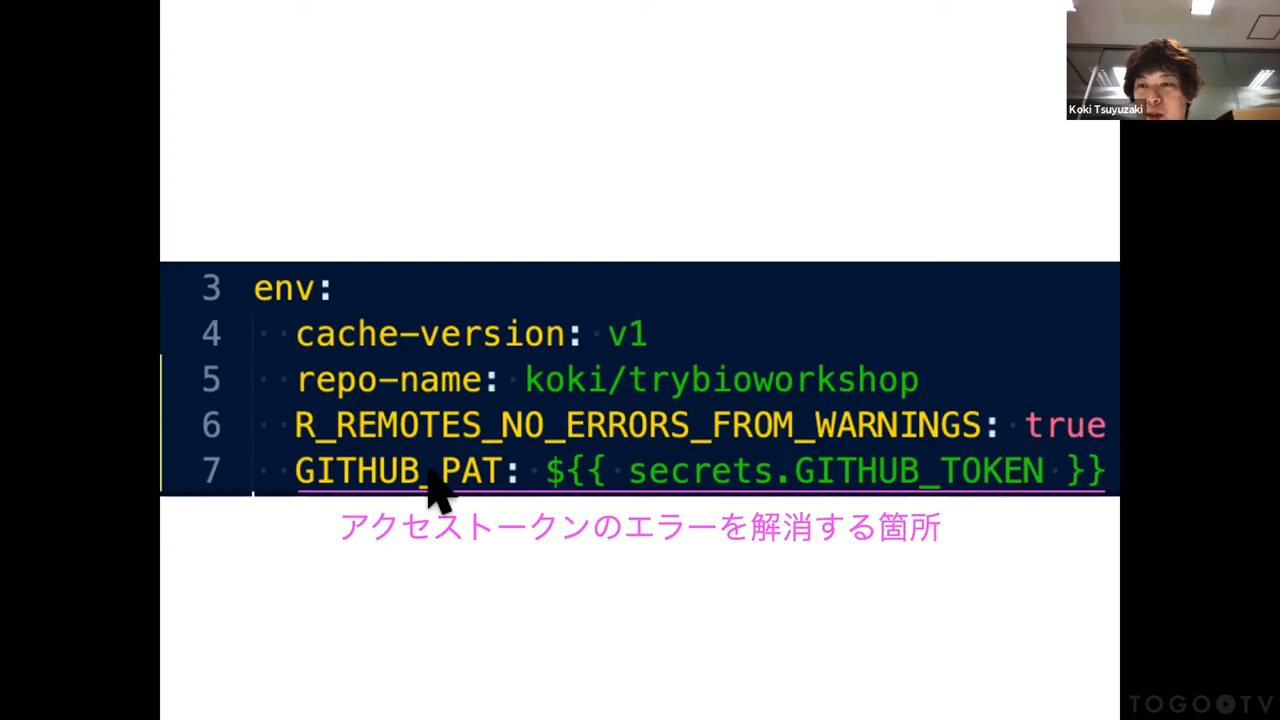 Koki Tsuyuzaki
3 env:
4 cache-version: v1
5 repo-name: koki/trybioworkshop
6 R_REMOTES_NO_ERRORS_FROM_WARNINGS: true
7 GITHUB_PAT: ${{ secrets.GITHUB_TOKEN }}
アクセストークンのエラーを解消する箇所
TOGOTV